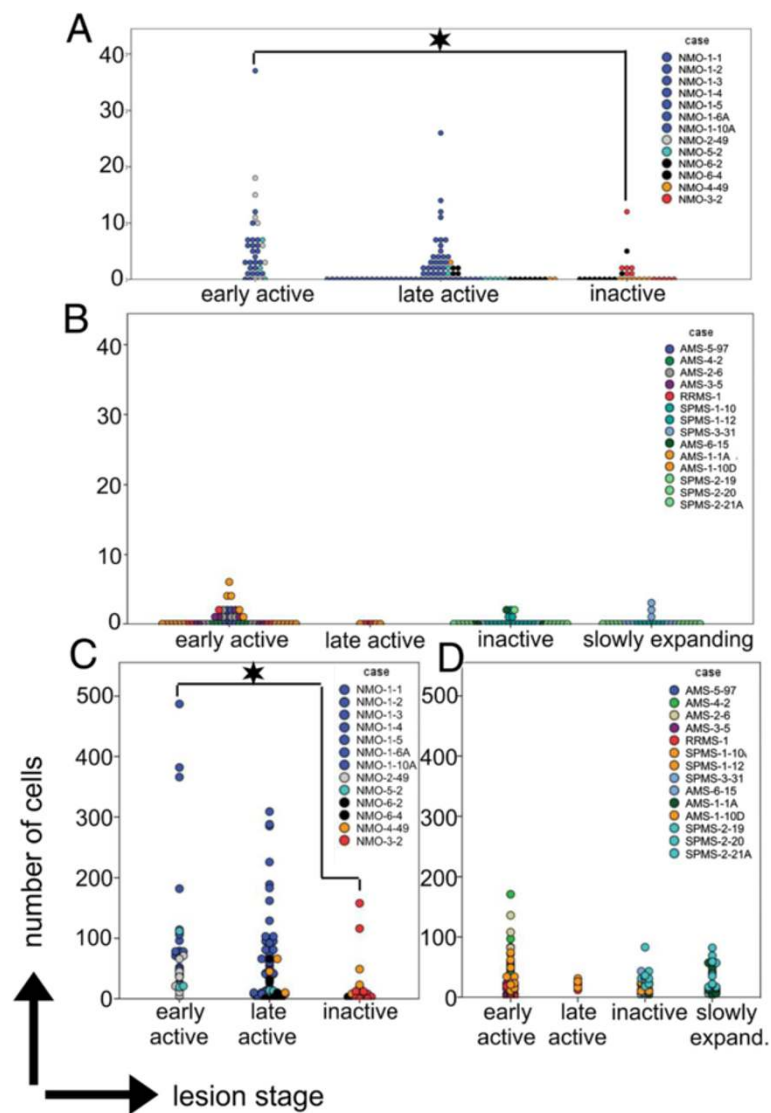 A
case
NMO-1-1
NMO-1-2
NMO-1-3
NMO-1-4
NMO-1-5
NMO-1-6A
NMO-1-10A
NMO-2-49
NMO-5-2
NMO-6-2
NMO-6-4
NMO-4-49
NMO-3-2
40
30
20
10
0
early active late active inactive
B
case
AMS-5-97
AMS-4-2
AMS-2-6
AMS-3-5
RRMS-1
SPMS-1-10
SPMS-1-12
SPMS-3-31
AMS-6-15
AMS-1-1A
AMS-1-10D
SPMS-2-19
SPMS-2-20
SPMS-2-21A
40
30
20
10
0
early active late active inactive slowly expanding
C
case
NMO-1-1
NMO-1-2
NMO-1-3
NMO-1-4
NMO-1-5
NMO-1-6A
NMO-1-10A
NMO-2-49
NMO-5-2
NMO-6-2
NMO-6-4
NMO-4-49
NMO-3-2
500
400
300
200
100
0
early active
late active
inactive
D
case
AMS-5-97
AMS-4-2
AMS-2-6
AMS-3-5
RRMS-1
SPMS-1-10
SPMS-1-12
SPMS-3-31
AMS-6-15
AMS-1-1A
AMS-1-10D
SPMS-2-19
SPMS-2-20
SPMS-2-21A
500
400
300
200
100
0
early active
late active
inactive
slowly expand.
number of cells
lesion stage